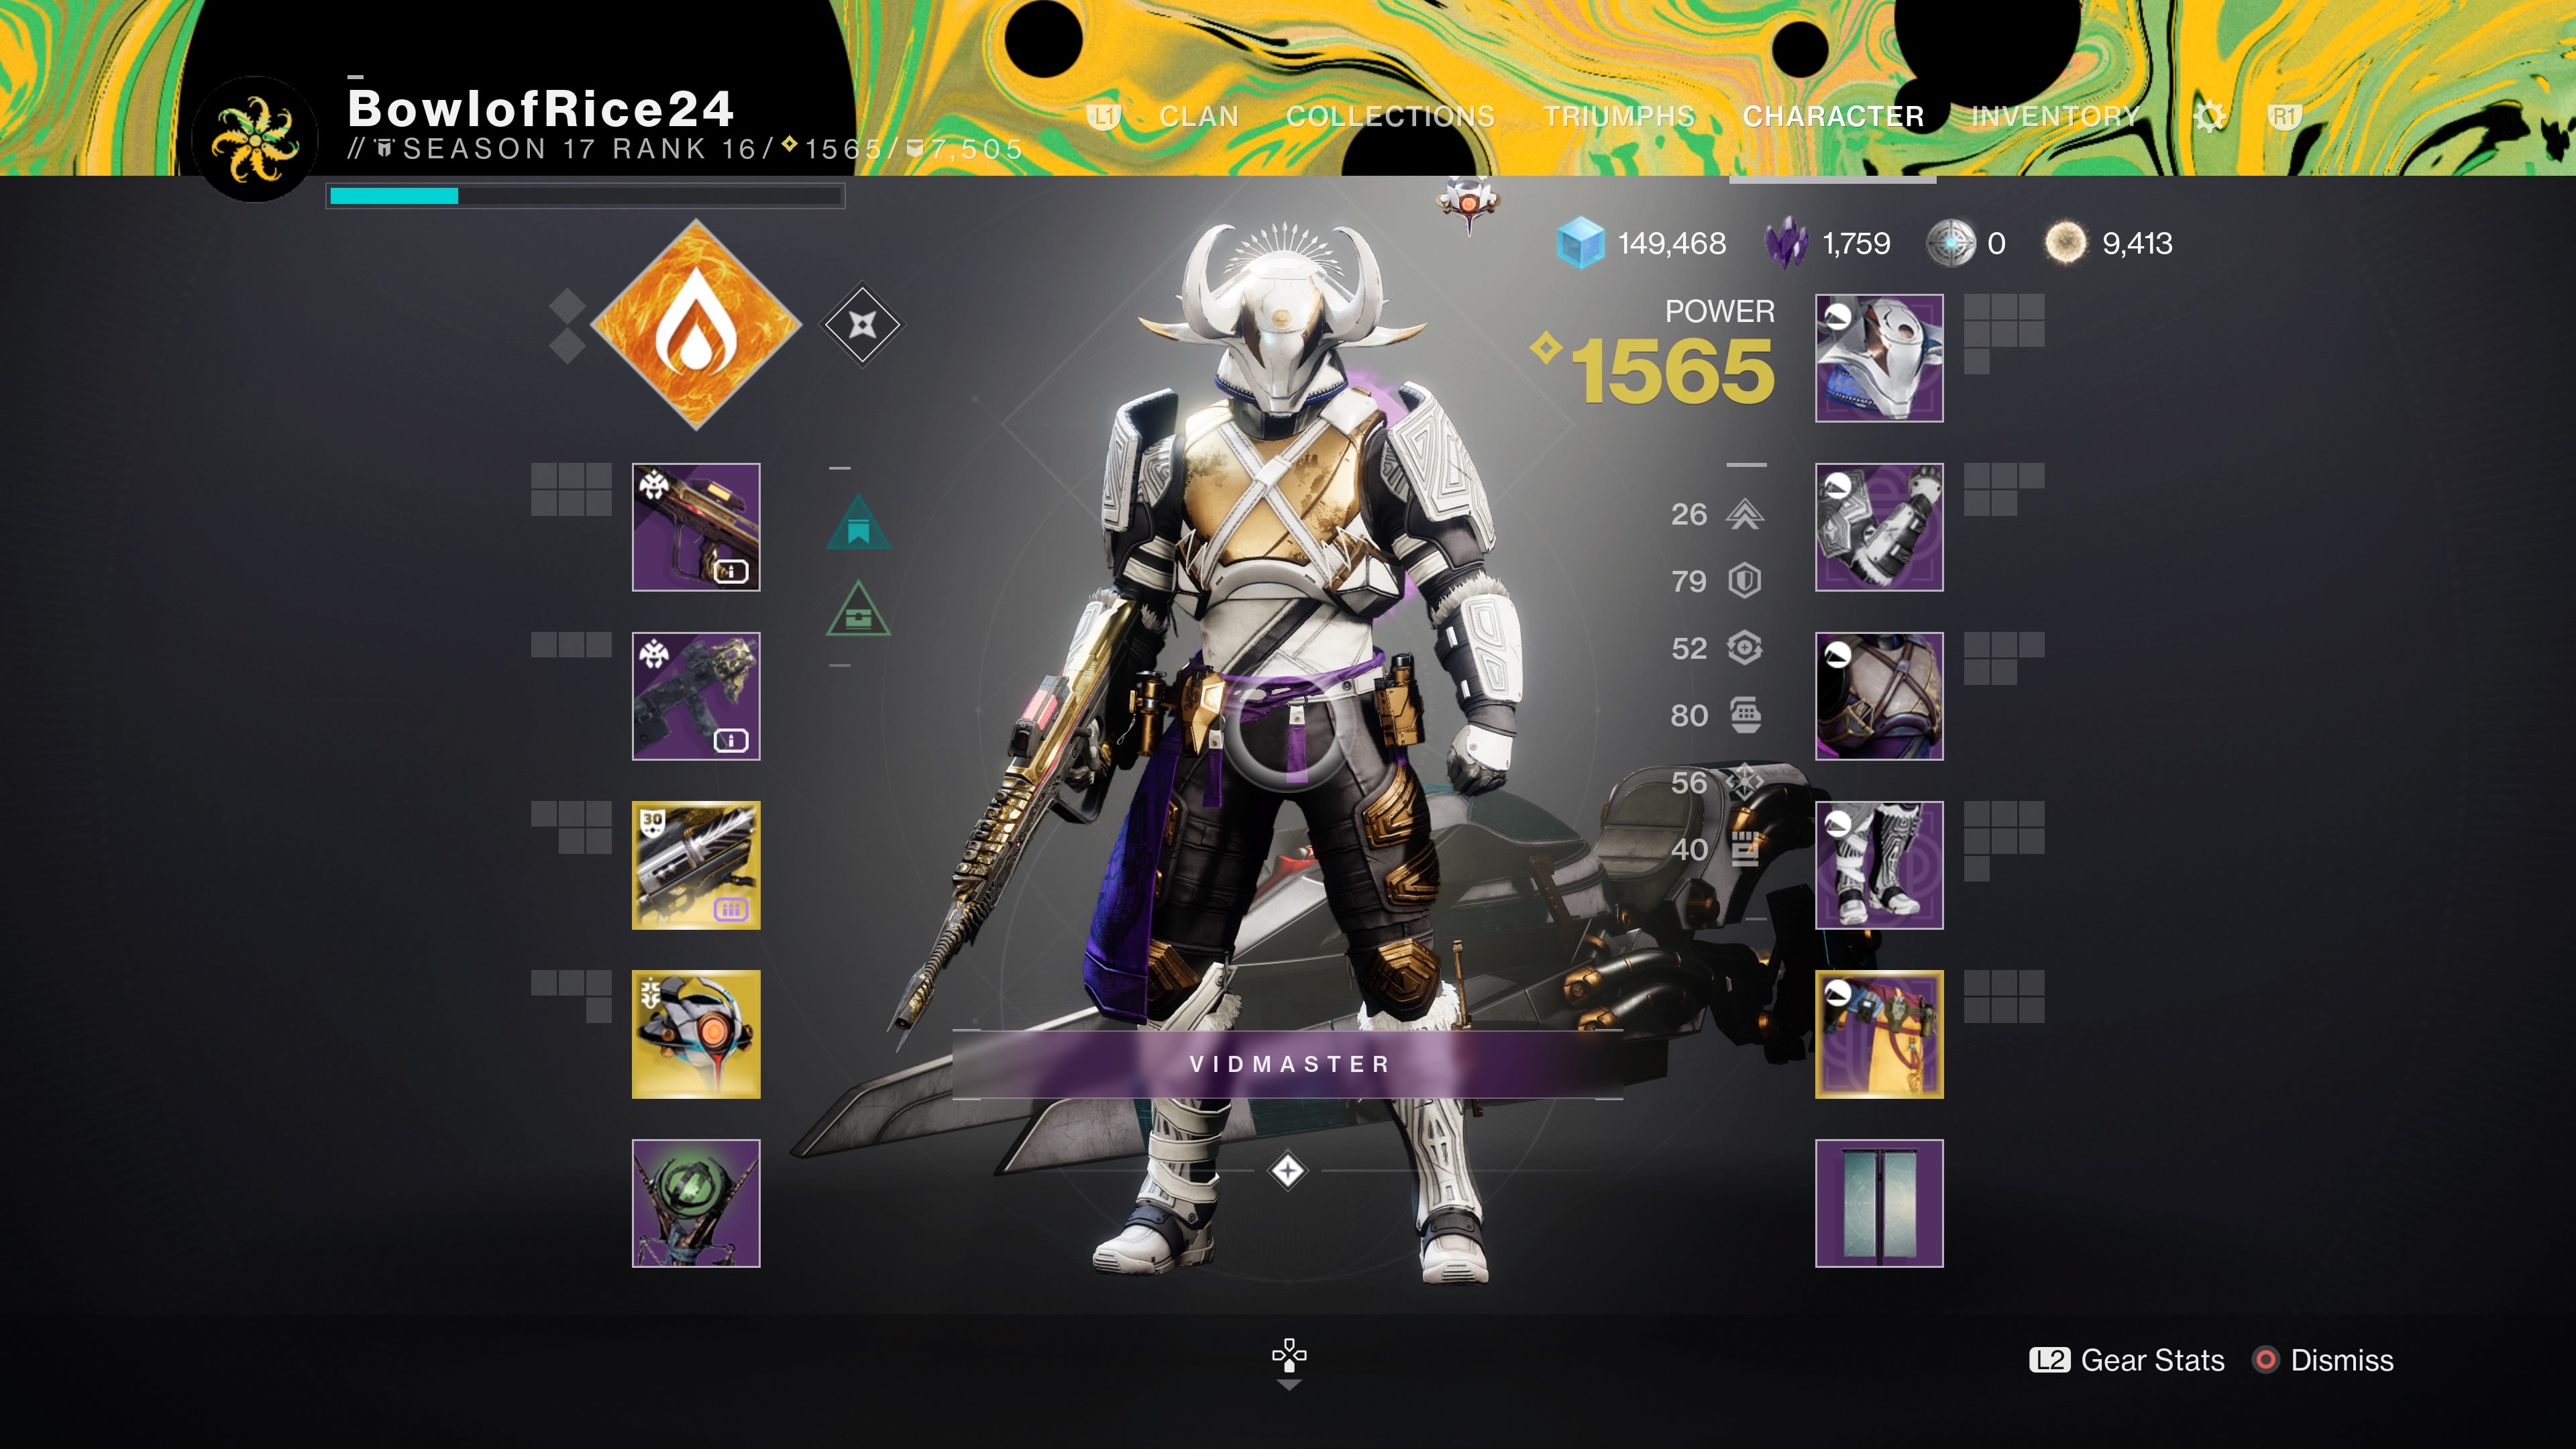 BowlofRice24
// SEASON 17 RANK 16/ 1565/ 7,505
L1 CLAN COLLECTIONS TRIUMPHS CHARACTER INVENTORY R1
149,468 1,759 0 9,413
POWER
1565
26
79
52
80
56
40
30
VIDMASTER
L2 Gear Stats Dismiss